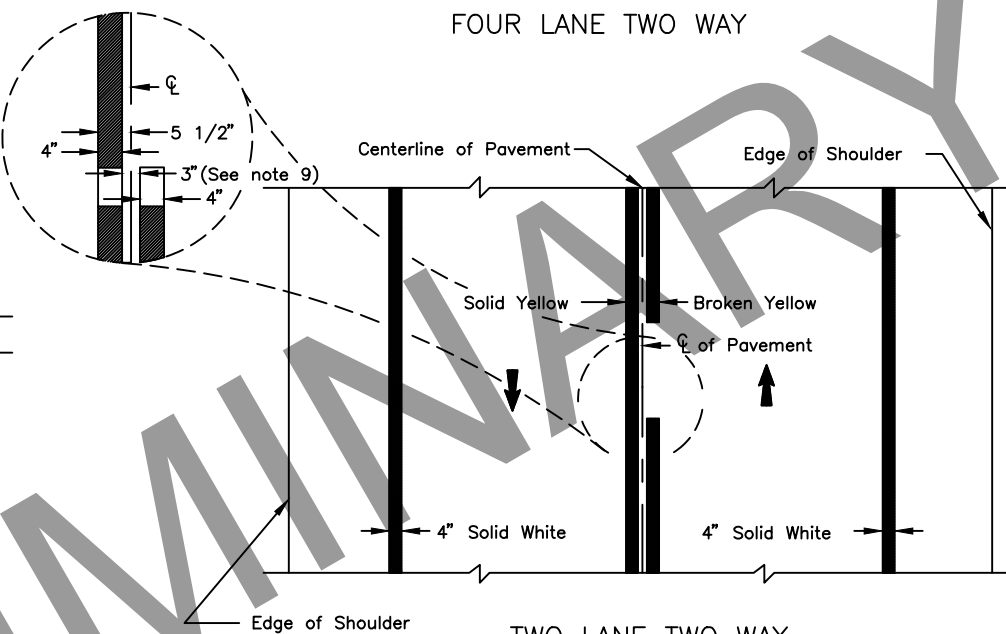 FOUR LANE TWO WAY
℄
5 1/2"
4"
3" (See note 9)
4"
Centerline of Pavement
Edge of Shoulder
Solid Yellow
Broken Yellow
℄ of Pavement
4" Solid White
4" Solid White
Edge of Shoulder
TWO LANE TWO WAY
MINARY